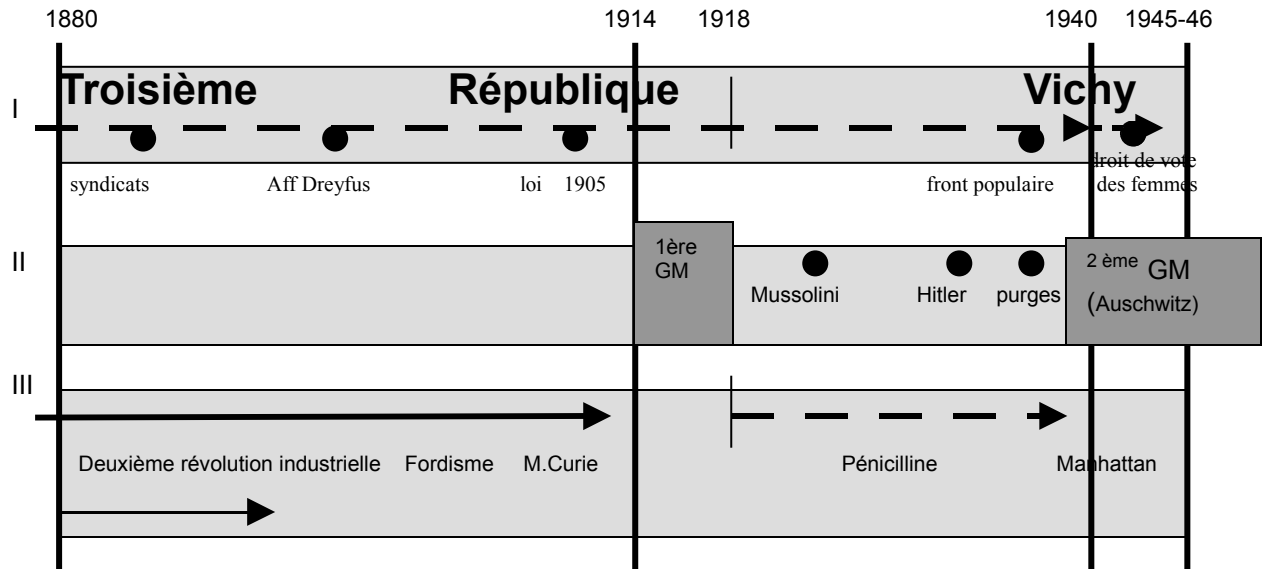 1880 1914 1918 1940 1945-46
Troisième République Vichy
I
droit de vote
syndicats Aff Dreyfus loi 1905 front populaire des femmes
1ère
GM
II
2 ème GM
Mussolini Hitler purges
(Auschwitz)
III
Deuxième révolution industrielle Fordisme M.Curie Pénicilline Manhattan